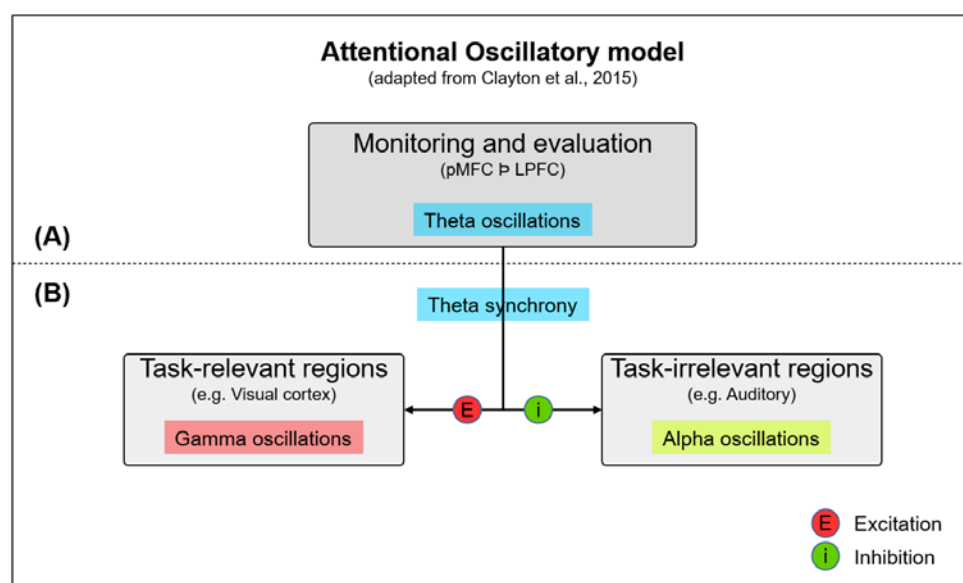 Attentional Oscillatory model
(adapted from Clayton et al., 2015)
Monitoring and evaluation
(pMFC Þ LPFC)
Theta oscillations
(A)
(B)
Theta synchrony
Task-relevant regions
(e.g. Visual cortex)
Gamma oscillations
E
i
Task-irrelevant regions
(e.g. Auditory)
Alpha oscillations
E Excitation
i Inhibition